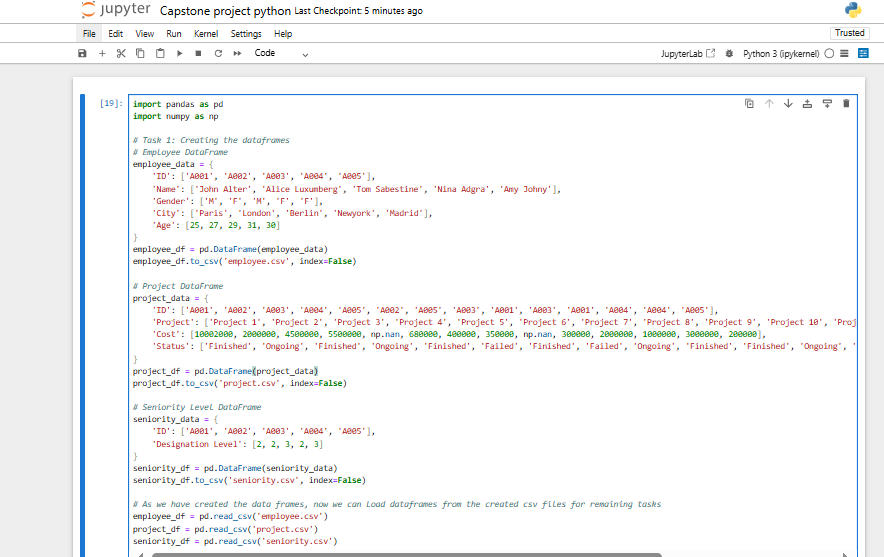 jupyter Capstone project python Last Checkpoint: 5 minutes ago
File Edit View Run Kernel Settings Help Trusted
Code JupyterLab Python 3 (ipykernel)
[19]: import pandas as pd
import numpy as np
# Task 1: Creating the dataframes
# Employee DataFrame
employee_data = {
'ID': ['A001', 'A002', 'A003', 'A004', 'A005'],
'Name': ['John Alter', 'Alice Luxumberg', 'Tom Sabestine', 'Nina Adgra', 'Amy Johny'],
'Gender': ['M', 'F', 'M', 'F', 'F'],
'City': ['Paris', 'London', 'Berlin', 'Newyork', 'Madrid'],
'Age': [25, 27, 29, 31, 30]
}
employee_df = pd.DataFrame(employee_data)
employee_df.to_csv('employee.csv', index=False)
# Project DataFrame
project_data = {
'ID': ['A001', 'A002', 'A003', 'A004', 'A005', 'A002', 'A005', 'A003', 'A001', 'A003', 'A001', 'A004', 'A004', 'A005'],
'Project': ['Project 1', 'Project 2', 'Project 3', 'Project 4', 'Project 5', 'Project 6', 'Project 7', 'Project 8', 'Project 9', 'Project 10', 'Proj
'Cost': [1002000, 2000000, 4500000, 5500000, np.nan, 680000, 400000, 350000, np.nan, 300000, 2000000, 1000000, 3000000, 200000],
'Status': ['Finished', 'Ongoing', 'Finished', 'Ongoing', 'Finished', 'Failed', 'Finished', 'Failed', 'Ongoing', 'Finished', 'Finished', 'Ongoing', '
}
project_df = pd.DataFrame(project_data)
project_df.to_csv('project.csv', index=False)
# Seniority Level DataFrame
seniority_data = {
'ID': ['A001', 'A002', 'A003', 'A004', 'A005'],
'Designation Level': [2, 2, 3, 2, 3]
}
seniority_df = pd.DataFrame(seniority_data)
seniority_df.to_csv('seniority.csv', index=False)
# As we have created the data frames, now we can Load dataframes from the created csv files for remaining tasks
employee_df = pd.read_csv('employee.csv')
project_df = pd.read_csv('project.csv')
seniority_df = pd.read_csv('seniority.csv')